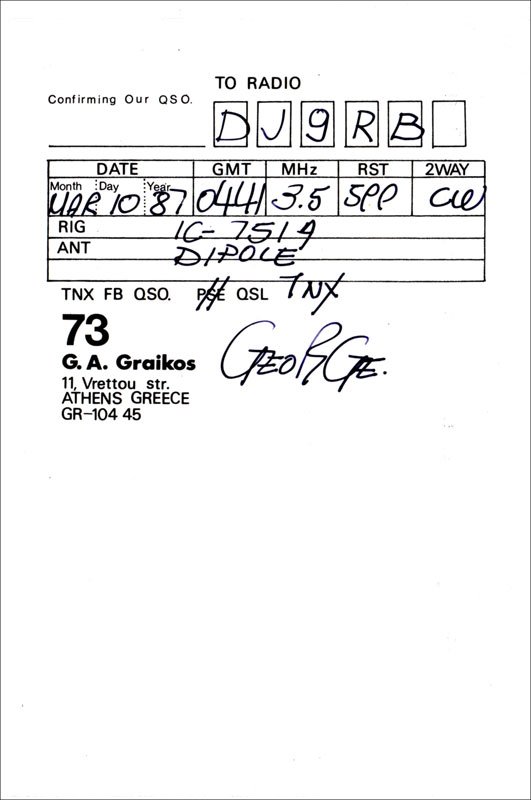 TO RADIO
Confirming Our QSO.
DJ9RB
DATE GMT MHz RST 2WAY
Month Day Year
MAR 10 87 0441 3.5 599 CW
RIG IC-751A
ANT DIPOLE
TNX FB QSO. PSE QSL TNX
73
G. A. Graikos
GEORGE.
11, Vrettou str.
ATHENS GREECE
GR-104 45